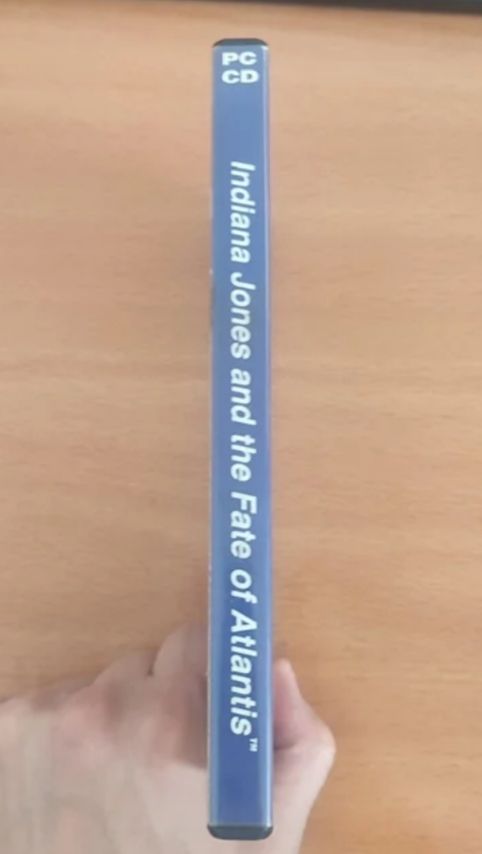 PC
CD
Indiana Jones and the Fate of Atlantis™